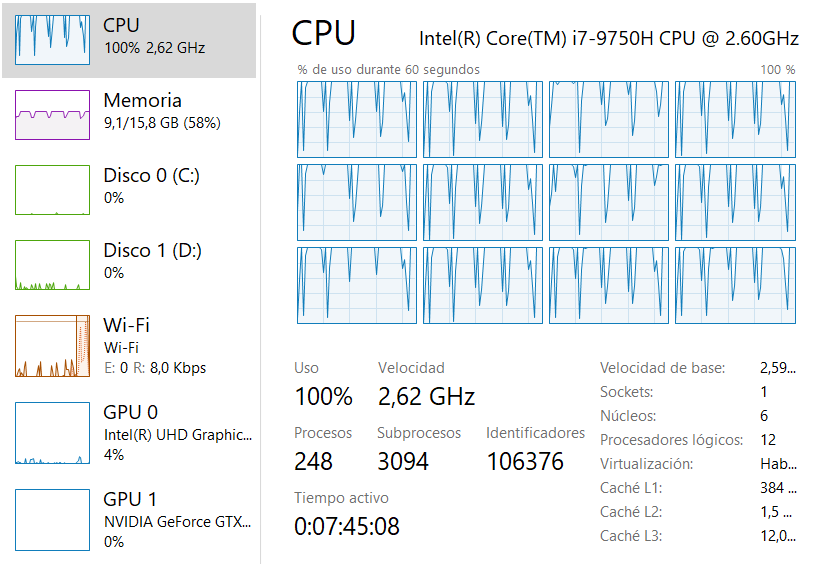 CPU
100% 2,62 GHz
Memoria
9,1/15,8 GB (58%)
Disco 0 (C:)
0%
Disco 1 (D:)
0%
Wi-Fi
Wi-Fi
E: 0 R: 8,0 Kbps
GPU 0
Intel(R) UHD Graphic...
4%
GPU 1
NVIDIA GeForce GTX...
0%
CPU
Intel(R) Core(TM) i7-9750H CPU @ 2.60GHz
% de uso durante 60 segundos 100 %
Uso Velocidad
100% 2,62 GHz
Procesos Subprocesos Identificadores
248 3094 106376
Tiempo activo
0:07:45:08
Velocidad de base: 2,59...
Sockets: 1
Núcleos: 6
Procesadores lógicos: 12
Virtualización: Hab...
Caché L1: 384 ...
Caché L2: 1,5 ...
Caché L3: 12,0...